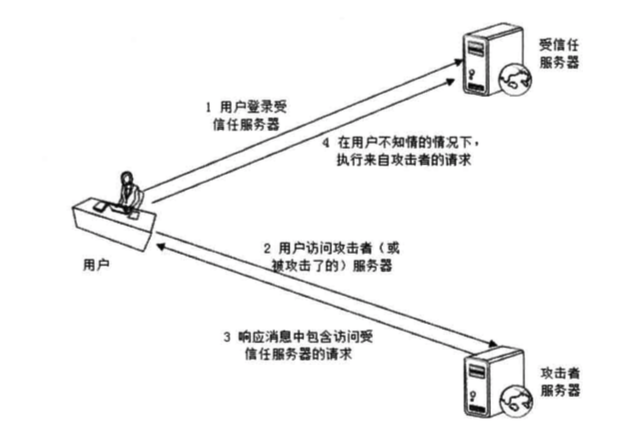 受信任
服务器
1 用户登录受
信任服务器
4 在用户不知情的情况下，
执行来自攻击者的请求
用户
2 用户访问攻击者（或
被攻击了的）服务器
3 响应消息中包含访问受
信任服务器的请求
攻击者
服务器